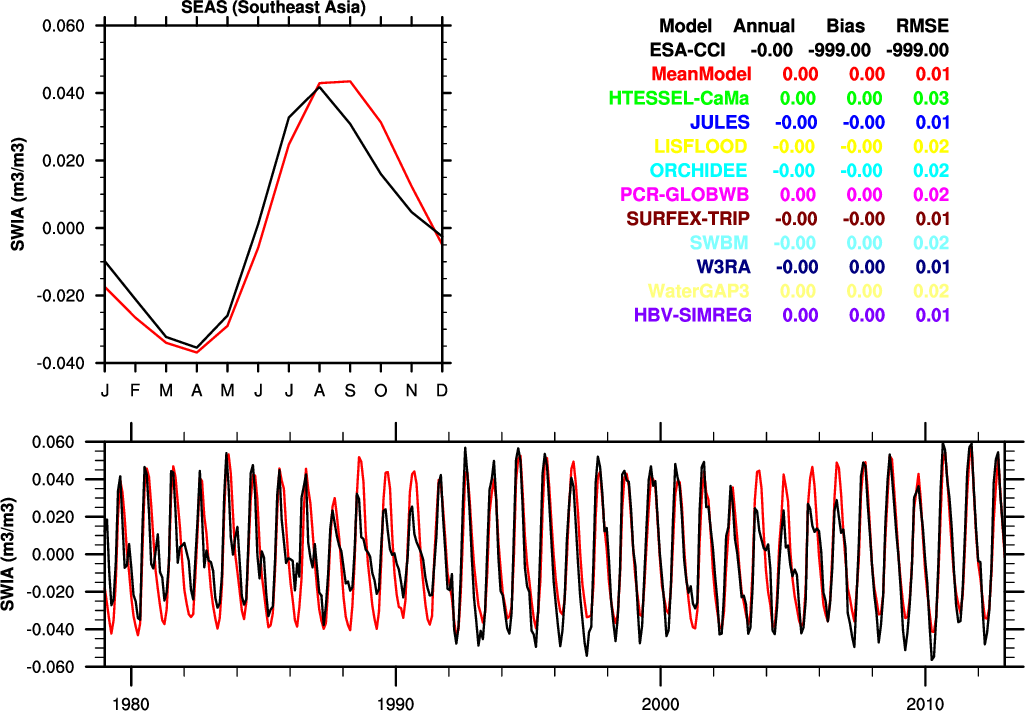 SEAS (Southeast Asia)
0.060
0.040
0.020
0.000
-0.020
-0.040
SWIA (m3/m3)
J F M A M J J A S O N D
Model Annual Bias RMSE
ESA-CCI -0.00 -999.00 -999.00
MeanModel 0.00 0.00 0.01
HTESSEL-CaMa 0.00 0.00 0.03
JULES -0.00 -0.00 0.01
LISFLOOD -0.00 -0.00 0.02
ORCHIDEE -0.00 -0.00 0.02
PCR-GLOBWB 0.00 0.00 0.02
SURFEX-TRIP -0.00 -0.00 0.01
SWBM -0.00 0.00 0.02
W3RA -0.00 0.00 0.01
WaterGAP3 0.00 0.00 0.02
HBV-SIMREG 0.00 0.00 0.01
0.060
0.040
0.020
0.000
-0.020
-0.040
-0.060
SWIA (m3/m3)
1980 1990 2000 2010